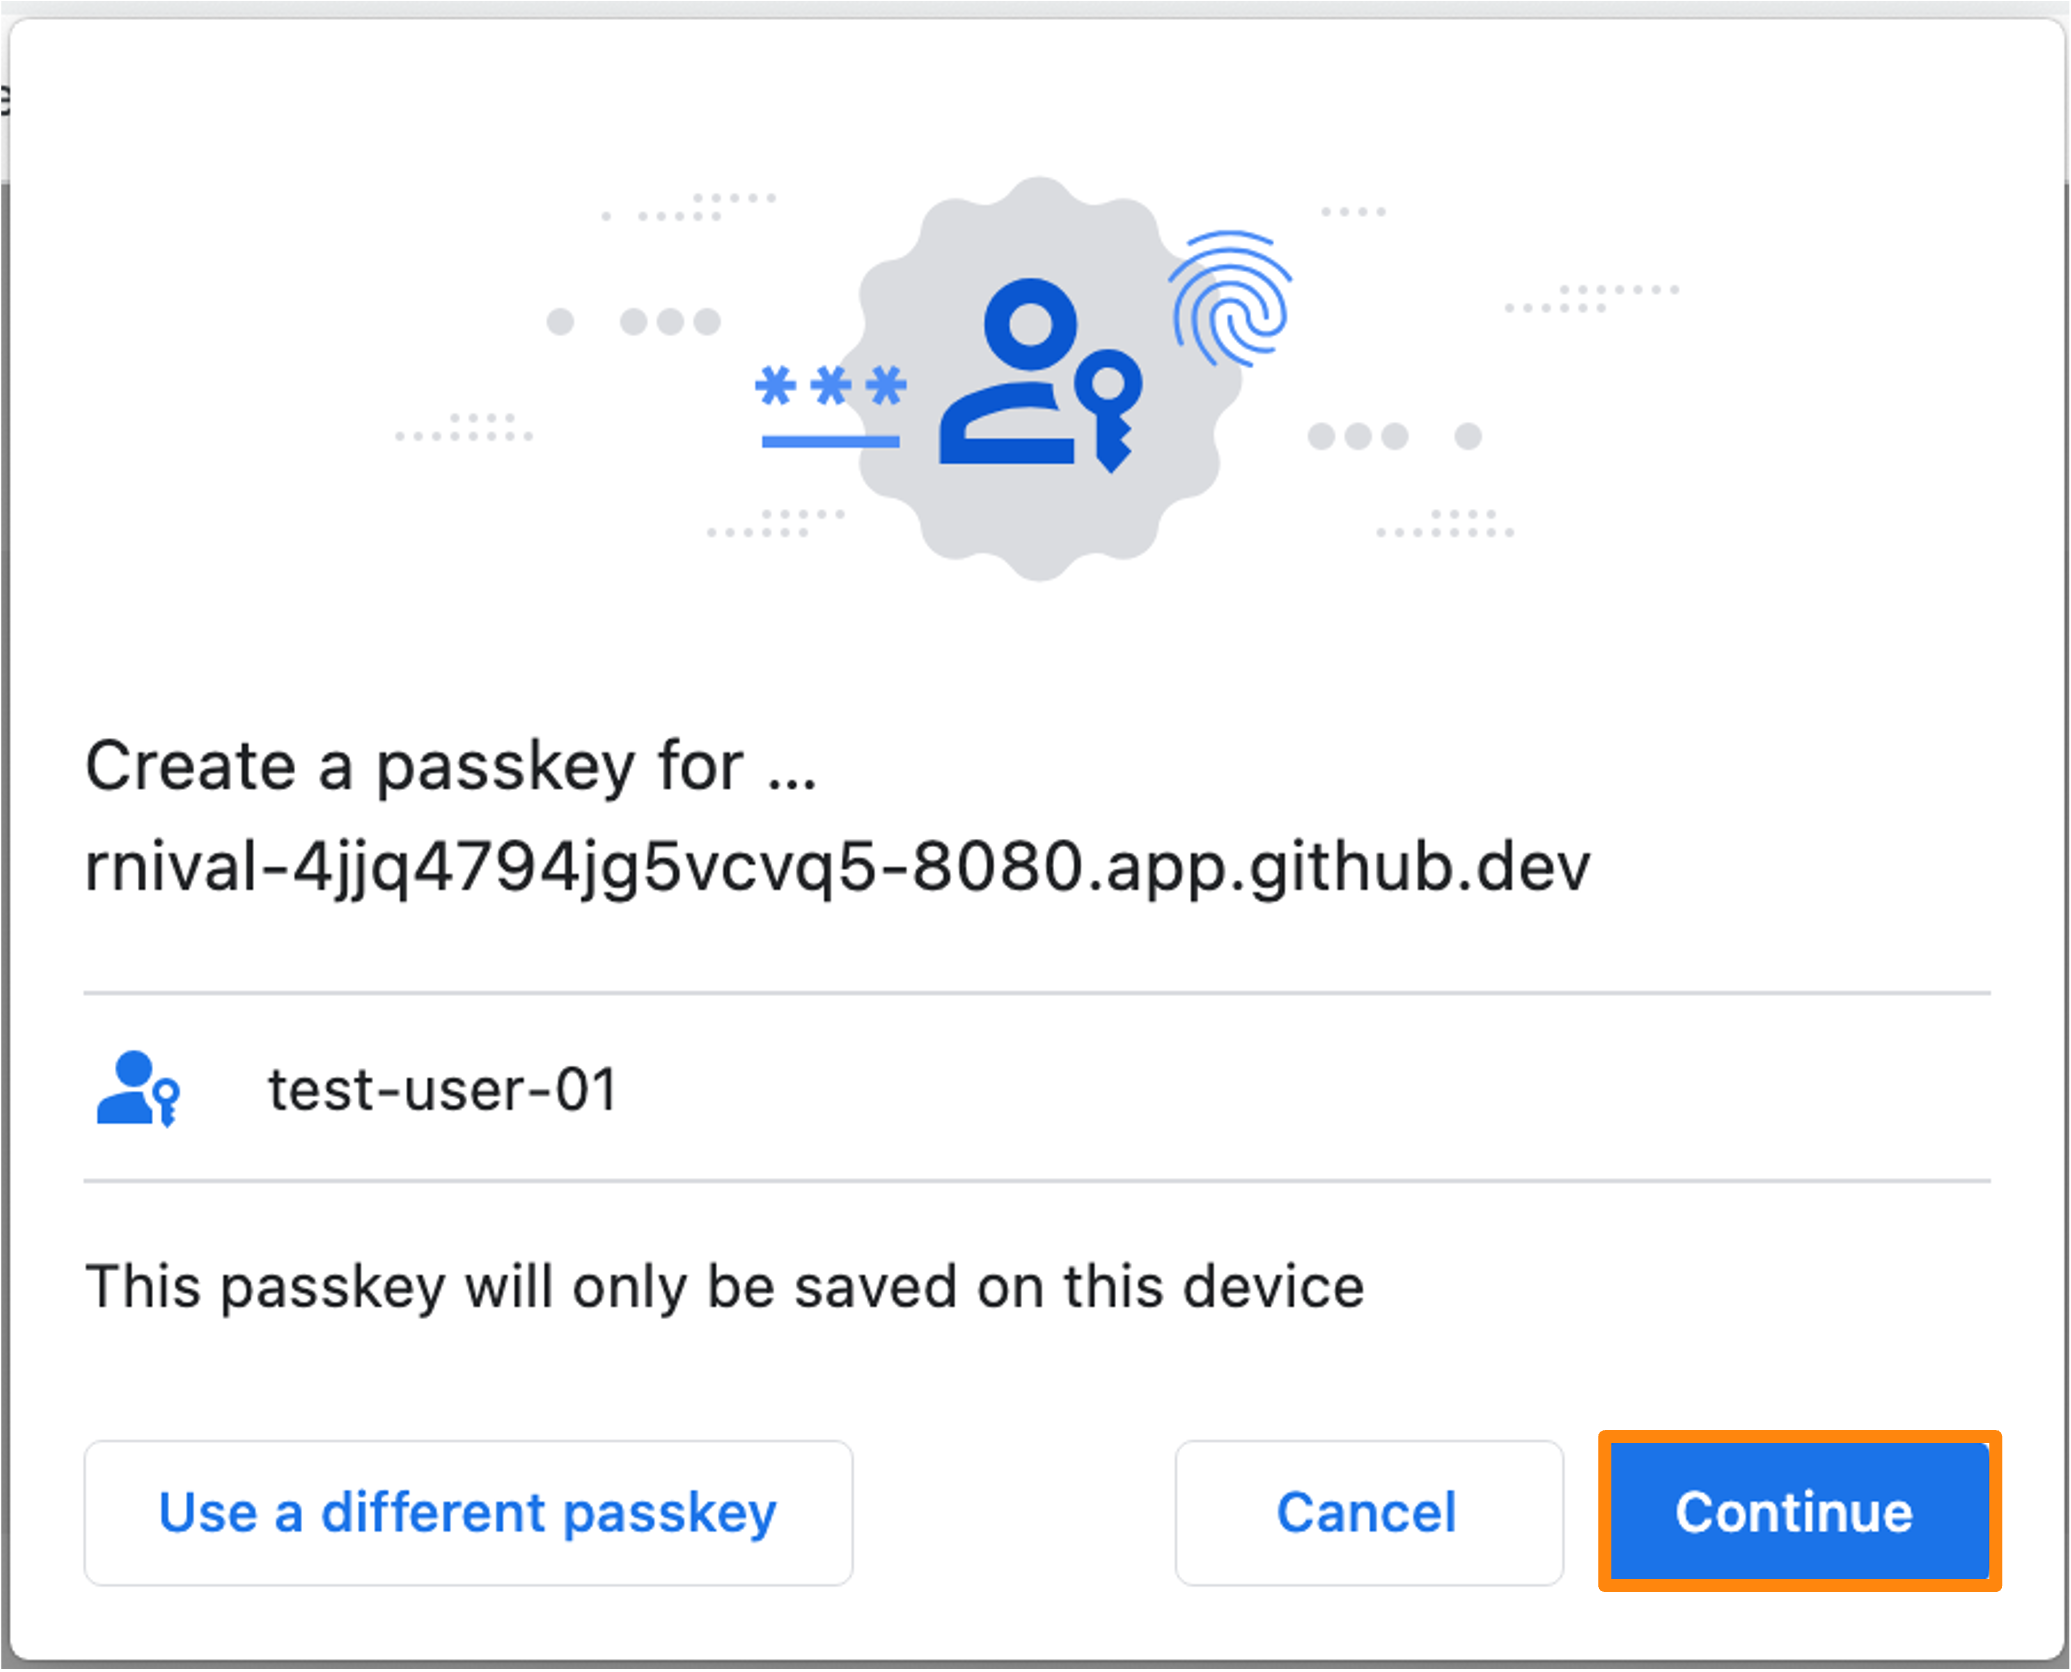 ***
Create a passkey for ...
rnival-4jjq4794jg5vcvq5-8080.app.github.dev
test-user-01
This passkey will only be saved on this device
Use a different passkey
Cancel
Continue